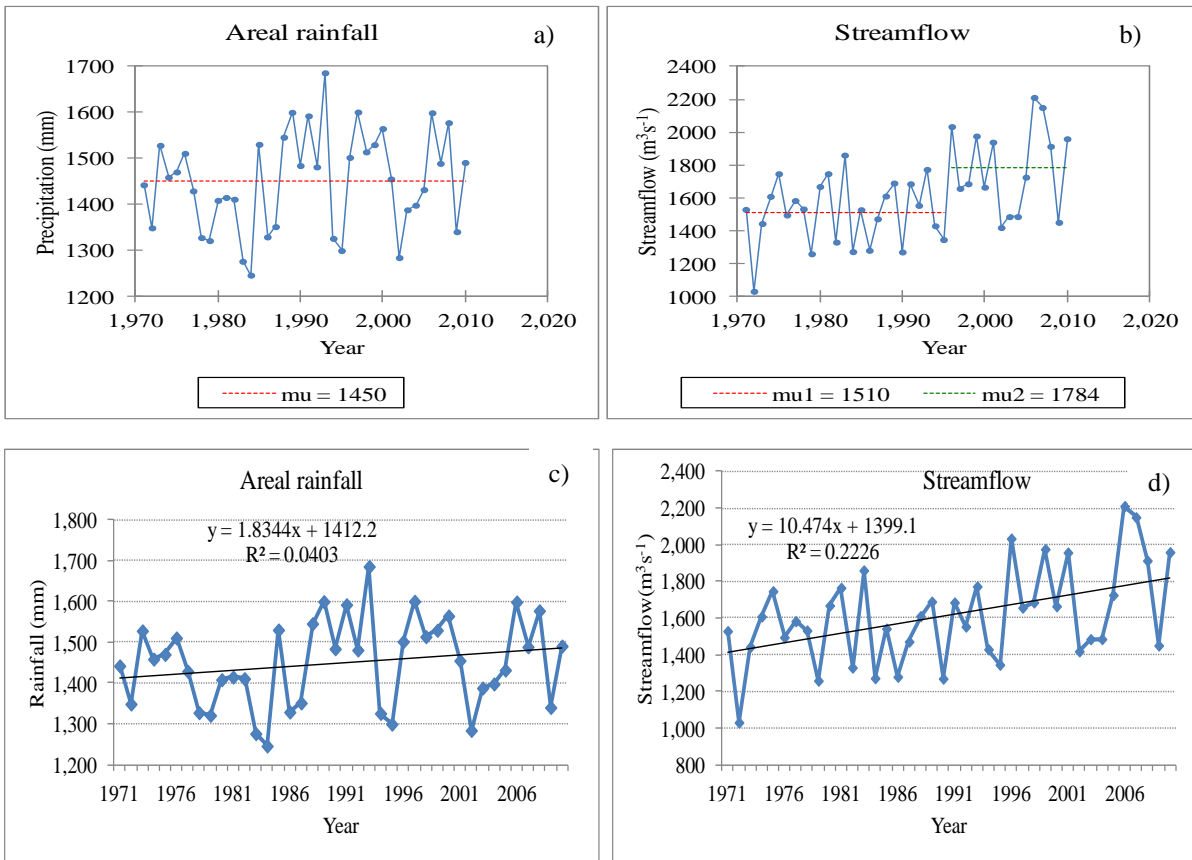 Areal rainfall
a)
Precipitation (mm)
1700
1600
1500
1400
1300
1200
1,970 1,980 1,990 2,000 2,010 2,020
Year
mu = 1450
Streamflow
b)
Streamflow (m³s⁻¹)
2400
2200
2000
1800
1600
1400
1200
1000
1,970 1,980 1,990 2,000 2,010 2,020
Year
mu1 = 1510 mu2 = 1784
Areal rainfall
c)
y = 1.8344x + 1412.2
R² = 0.0403
Rainfall (mm)
1,800
1,700
1,600
1,500
1,400
1,300
1,200
1971 1976 1981 1986 1991 1996 2001 2006
Year
Streamflow
d)
y = 10.474x + 1399.1
R² = 0.2226
Streamflow(m³s⁻¹)
2,400
2,200
2,000
1,800
1,600
1,400
1,200
1,000
800
1971 1976 1981 1986 1991 1996 2001 2006
Year